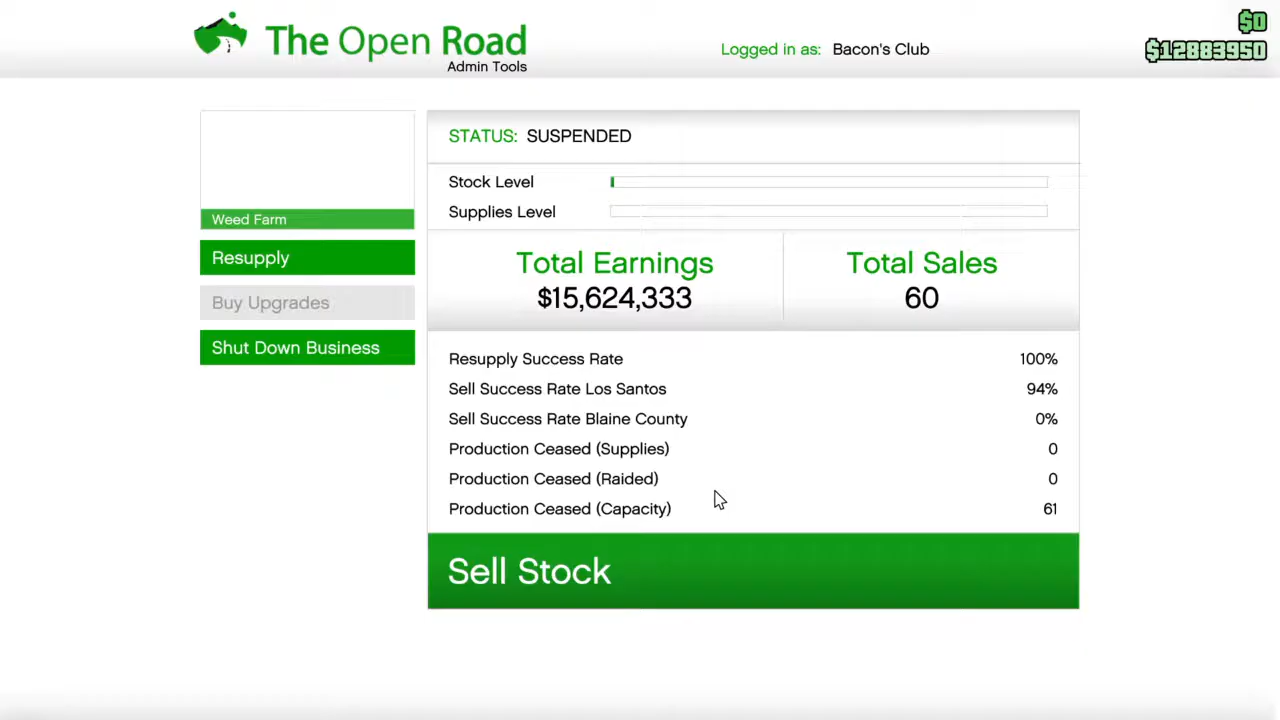 The Open Road
Admin Tools
Logged in as: Bacon's Club
$0
$12883950
Weed Farm
Resupply
Buy Upgrades
Shut Down Business
STATUS: SUSPENDED
Stock Level
Supplies Level
Total Earnings
$15,624,333
Total Sales
60
Resupply Success Rate 100%
Sell Success Rate Los Santos 94%
Sell Success Rate Blaine County 0%
Production Ceased (Supplies) 0
Production Ceased (Raided) 0
Production Ceased (Capacity) 61
Sell Stock